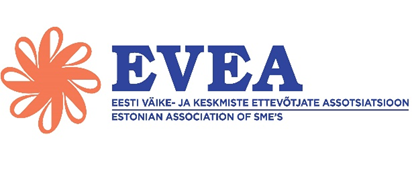 EVEA
EESTI VÄIKE- JA KESKMISTE ETTEVÕTJATE ASSOTSIATSIOON
ESTONIAN ASSOCIATION OF SME'S